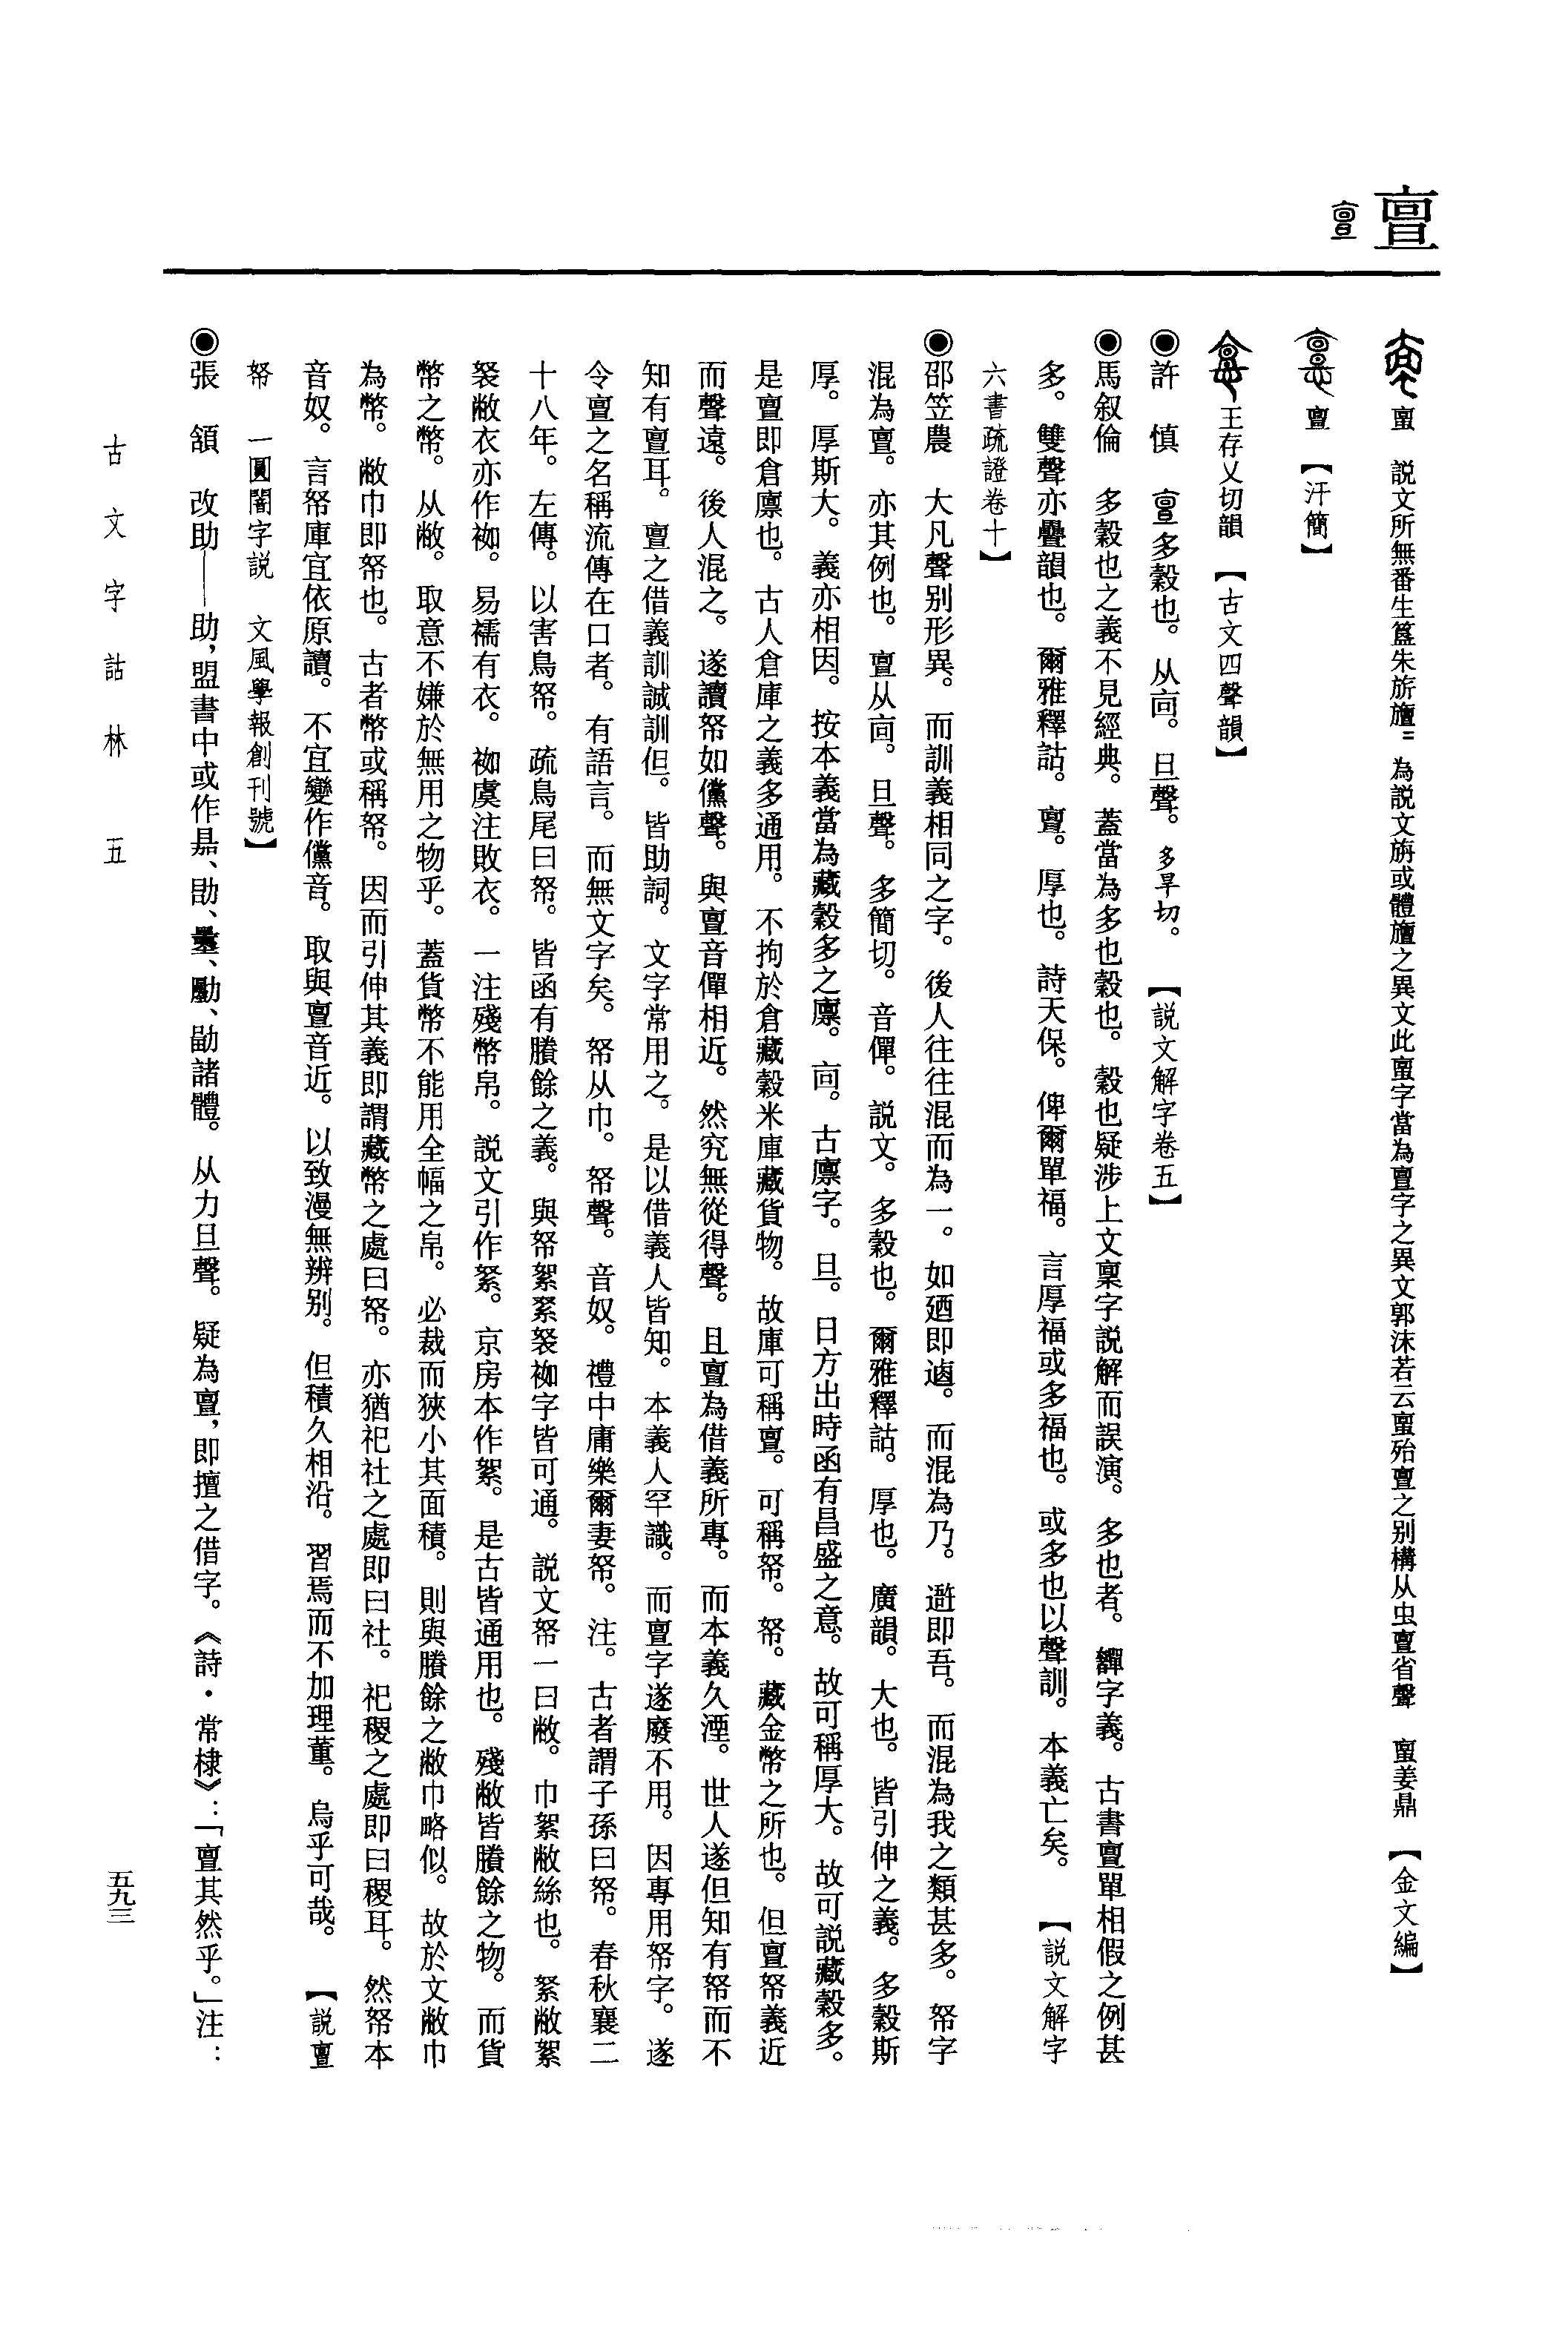 亶
亶
𧈫 説文所無番生簋朱旂旜= 為説文旃或體旜之異文此𧈫字當為亶字之異文郭沫若云𧈫殆亶之别構从虫亶省聲 𧈫姜鼎 【金文編】
亶 【汗簡】
王存乂切韻 【古文四聲韻】
◉許 慎 亶多穀也。从㐭。旦聲。多旱切。 【説文解字卷五】
◉馬叙倫 多穀也之義不見經典。蓋當為多也穀也。穀也疑涉上文稟字説解而誤演。多也者。奲字義。古書亶單相假之例甚
多。雙聲亦疊韻也。爾雅釋詁。亶。厚也。詩天保。俾爾單福。言厚福或多福也。或多也以聲訓。本義亡矣。 【説文解字
六書疏證卷十】
◉邵笠農 大凡聲别形異。而訓義相同之字。後人往往混而為一。如廼即逌。而混為乃。逜即吾。而混為我之類甚多。帑字
混為亶。亦其例也。亶从㐭。旦聲。多簡切。音僤。説文。多穀也。爾雅釋詁。厚也。廣韻。大也。皆引伸之義。多穀斯
厚。厚斯大。義亦相因。按本義當為藏穀多之廪。㐭。古廪字。旦。日方出時函有昌盛之意。故可稱厚大。故可説藏穀多。
是亶即倉廪也。古人倉庫之義多通用。不拘於倉藏穀米庫藏貨物。故庫可稱亶。可稱帑。帑。藏金幣之所也。但亶帑義近
而聲遠。後人混之。遂讀帑如儻聲。與亶音僤相近。然究無從得聲。且亶為借義所專。而本義久湮。世人遂但知有帑而不
知有亶耳。亶之借義訓誠訓但。皆助詞。文字常用之。是以借義人皆知。本義人罕識。而亶字遂廢不用。因專用帑字。遂
令亶之名稱流傳在口者。有語言。而無文字矣。帑从巾。帑聲。音奴。禮中庸樂爾妻帑。注。古者謂子孫曰帑。春秋襄二
十八年。左傳。以害鳥帑。疏鳥尾曰帑。皆函有賸餘之義。與帑絮䋈袈袽字皆可通。説文帑一曰敝。巾絮敝絲也。䋈敝絮
袈敝衣亦作袽。易襦有衣。袽虞注敗衣。一注殘幣帛。説文引作䋈。京房本作絮。是古皆通用也。殘敝皆賸餘之物。而貨
幣之幣。从敝。取意不嫌於無用之物乎。蓋貨幣不能用全幅之帛。必裁而狹小其面積。則與賸餘之敝巾略似。故於文敝巾
為幣。敝巾即帑也。古者幣或稱帑。因而引伸其義即謂藏幣之處曰帑。亦猶祀社之處即曰社。祀稷之處即曰稷耳。然帑本
音奴。言帑庫宜依原讀。不宜變作儻音。取與亶音近。以致漫無辨别。但積久相沿。習焉而不加理董。烏乎可哉。 【説亶
帑 一圓闇字説 文風學報創刊號】
◉張 頷 改助——助,盟書中或作諸體。从力旦聲。疑為亶,即擅之借字。《詩·常棣》:「亶其然乎。」注:
古文字詁林 五
五九三